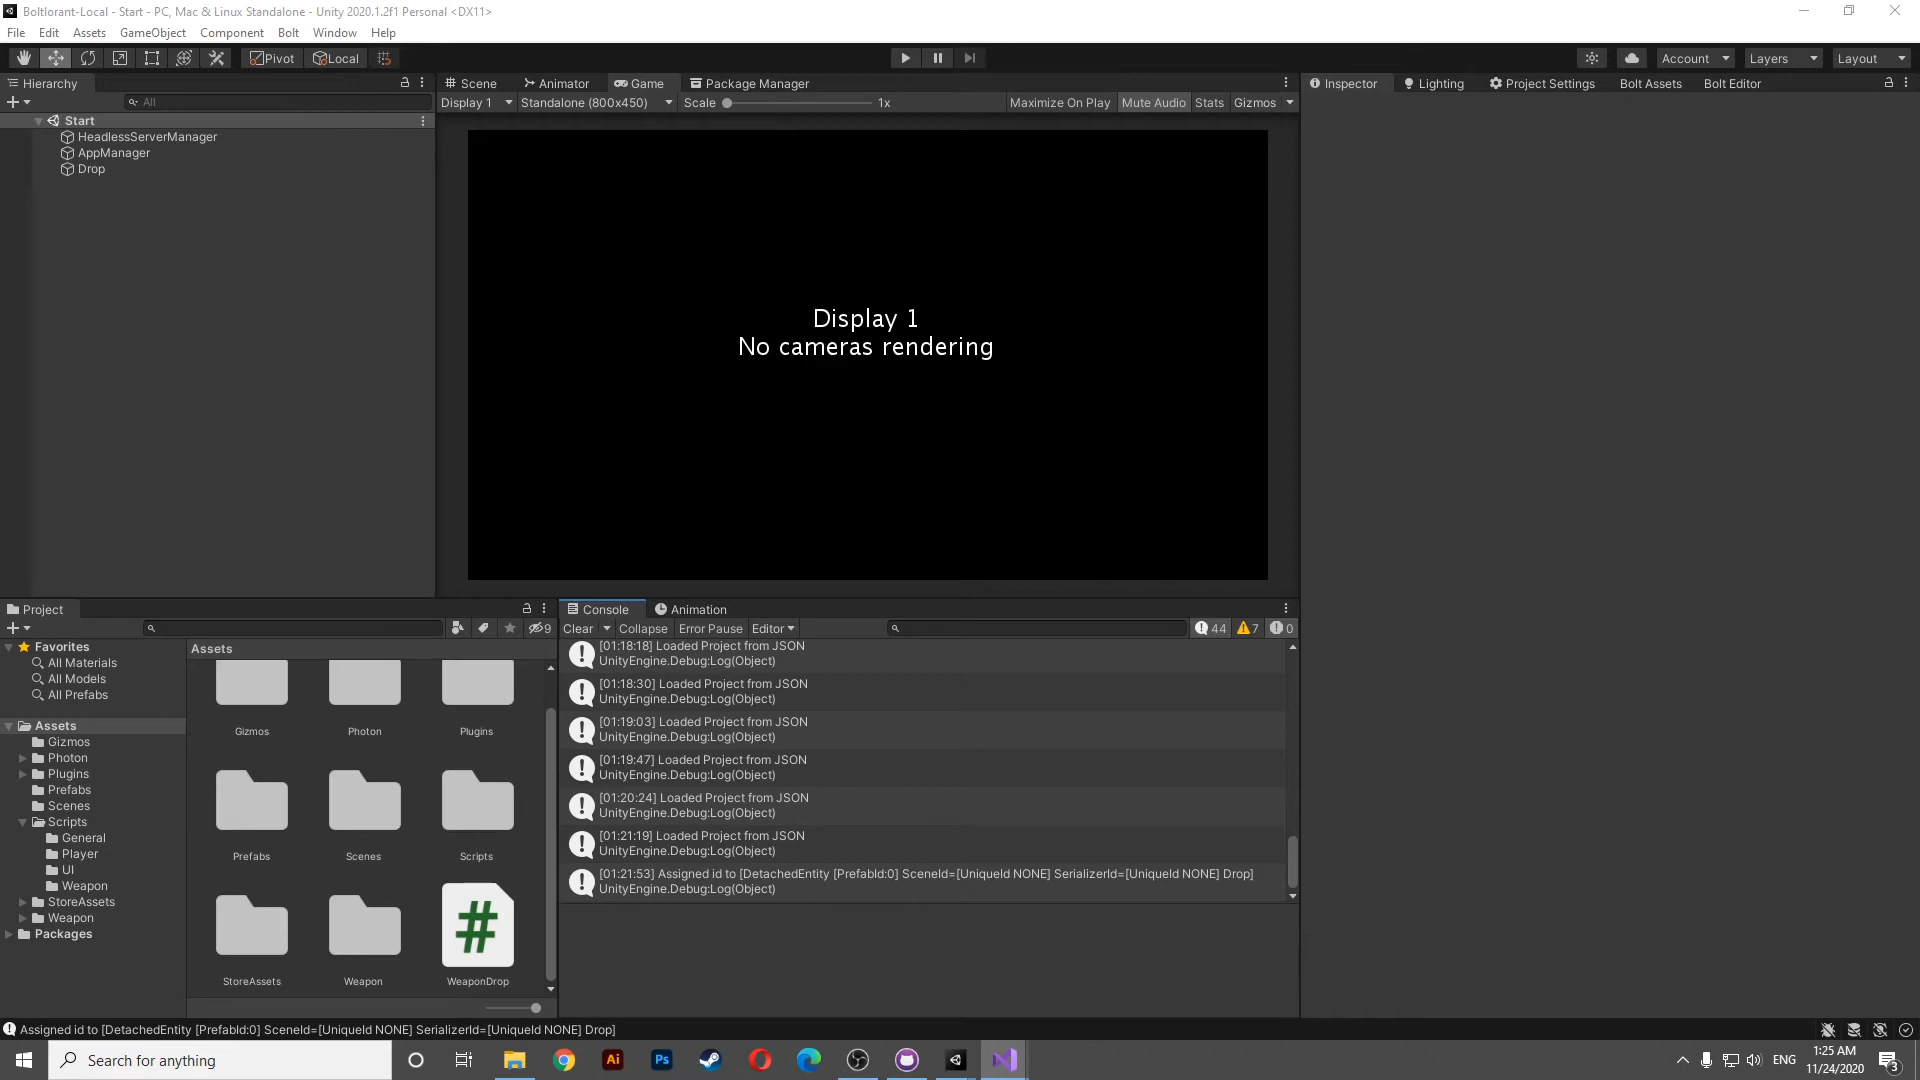 Boltlorant-Local - Start - PC, Mac & Linux Standalone - Unity 2020.1.2f1 Personal <DX11>
File Edit Assets GameObject Component Bolt Window Help
Pivot Local Account Layers Layout
Hierarchy
All
Start
HeadlessServerManager
AppManager
Drop
Scene Animator Game Package Manager
Display 1 Standalone (800x450) Scale 1x Maximize On Play Mute Audio Stats Gizmos
Display 1
No cameras rendering
Inspector Lighting Project Settings Bolt Assets Bolt Editor
Project
9
Favorites
All Materials
All Models
All Prefabs
Assets
Gizmos
Photon
Plugins
Prefabs
Scenes
Scripts
General
Player
UI
Weapon
StoreAssets
Weapon
Packages
Assets
Gizmos Photon Plugins
Prefabs Scenes Scripts
#
StoreAssets Weapon WeaponDrop
Console Animation
Clear Collapse Error Pause Editor 44 7 0
[01:18:18] Loaded Project from JSON
UnityEngine.Debug:Log(Object)
[01:18:30] Loaded Project from JSON
UnityEngine.Debug:Log(Object)
[01:19:03] Loaded Project from JSON
UnityEngine.Debug:Log(Object)
[01:19:47] Loaded Project from JSON
UnityEngine.Debug:Log(Object)
[01:20:24] Loaded Project from JSON
UnityEngine.Debug:Log(Object)
[01:21:19] Loaded Project from JSON
UnityEngine.Debug:Log(Object)
[01:21:53] Assigned id to [DetachedEntity [PrefabId:0] SceneId=[UniqueId NONE] SerializerId=[UniqueId NONE] Drop]
UnityEngine.Debug:Log(Object)
Assigned id to [DetachedEntity [PrefabId:0] SceneId=[UniqueId NONE] SerializerId=[UniqueId NONE] Drop]
Search for anything
Ai
Ps
ENG
1:25 AM
11/24/2020
3